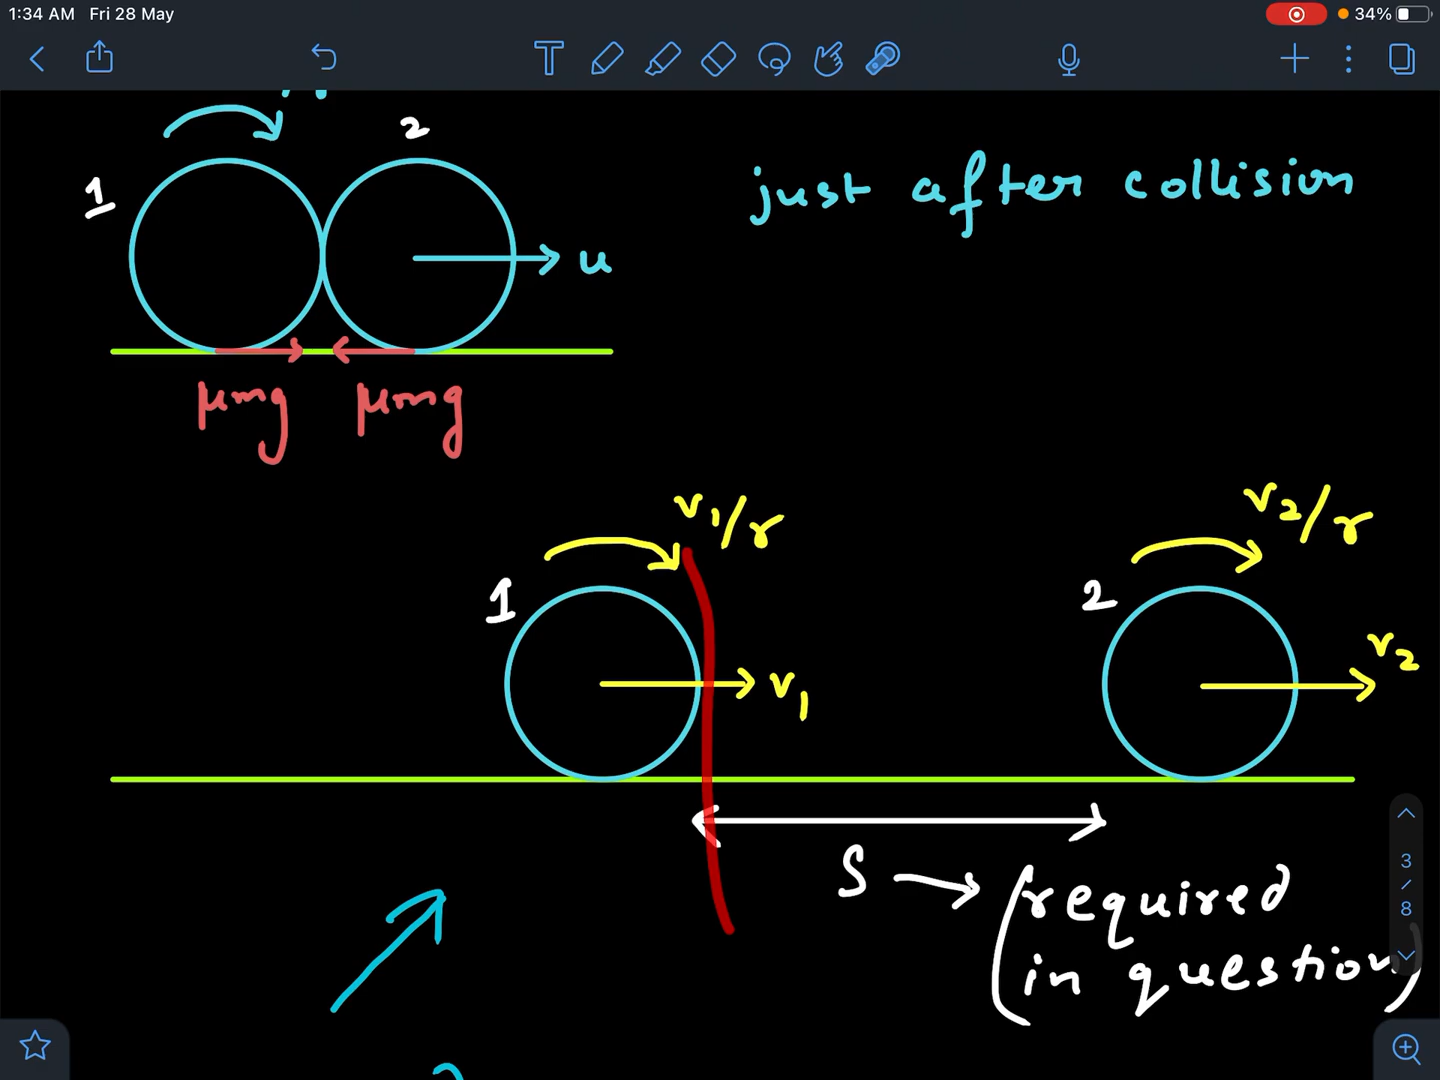 1:34 AM Fri 28 May
34%
2
1
just after collision
u
μmg μmg
v1/r
v2/r
1
2
v2
v1
S → (required
in question)
3
/
8